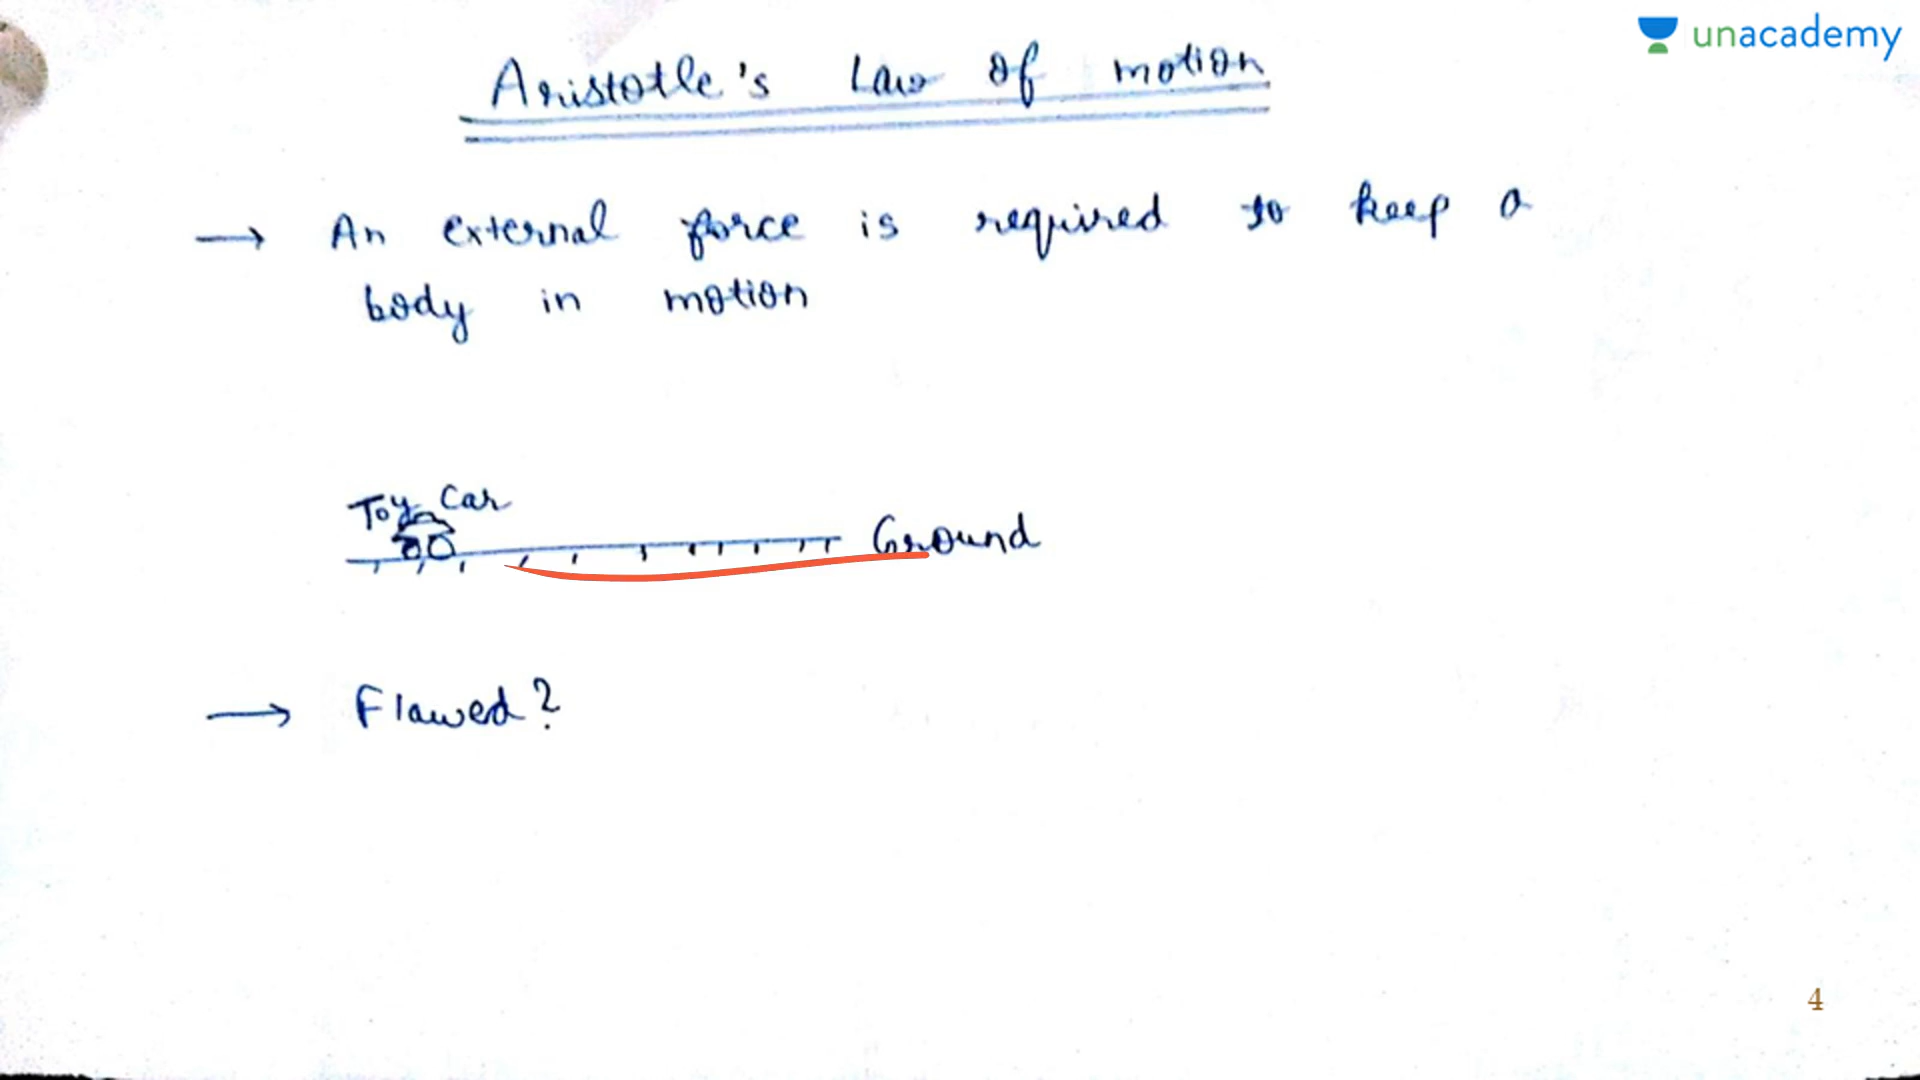 unacademy
Aristotle's Law of motion
→ An external force is required to keep a
body in motion
Toy Car
Ground
→ Flawed?
4